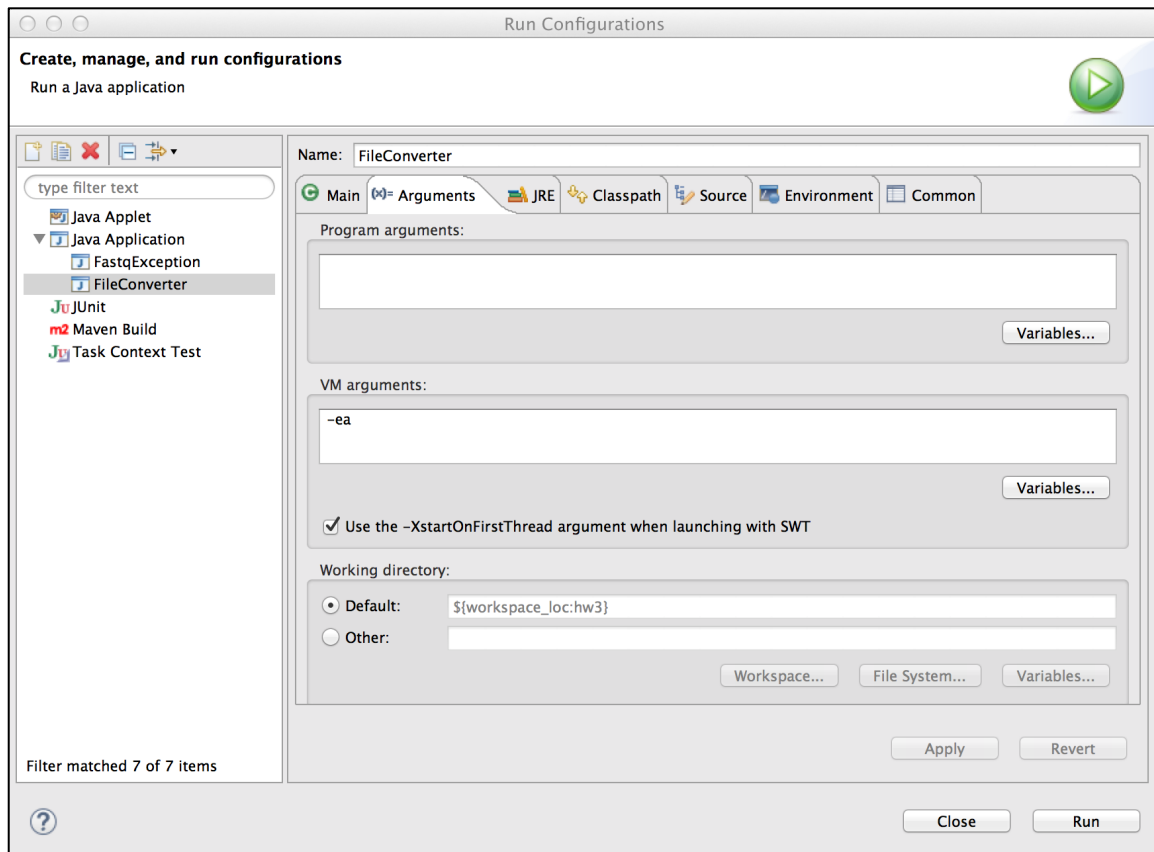 Run Configurations
Create, manage, and run configurations
Run a Java application
type filter text
Java Applet
J Java Application
J FastqException
J FileConverter
Ju JUnit
m2 Maven Build
Ju Task Context Test
Filter matched 7 of 7 items
Name: FileConverter
C Main (x)= Arguments JRE Classpath Source Environment Common
Program arguments:
Variables...
VM arguments:
-ea
Variables...
Use the -XstartOnFirstThread argument when launching with SWT
Working directory:
Default: ${workspace_loc:hw3}
Other:
Workspace... File System... Variables...
Apply Revert
? Close Run